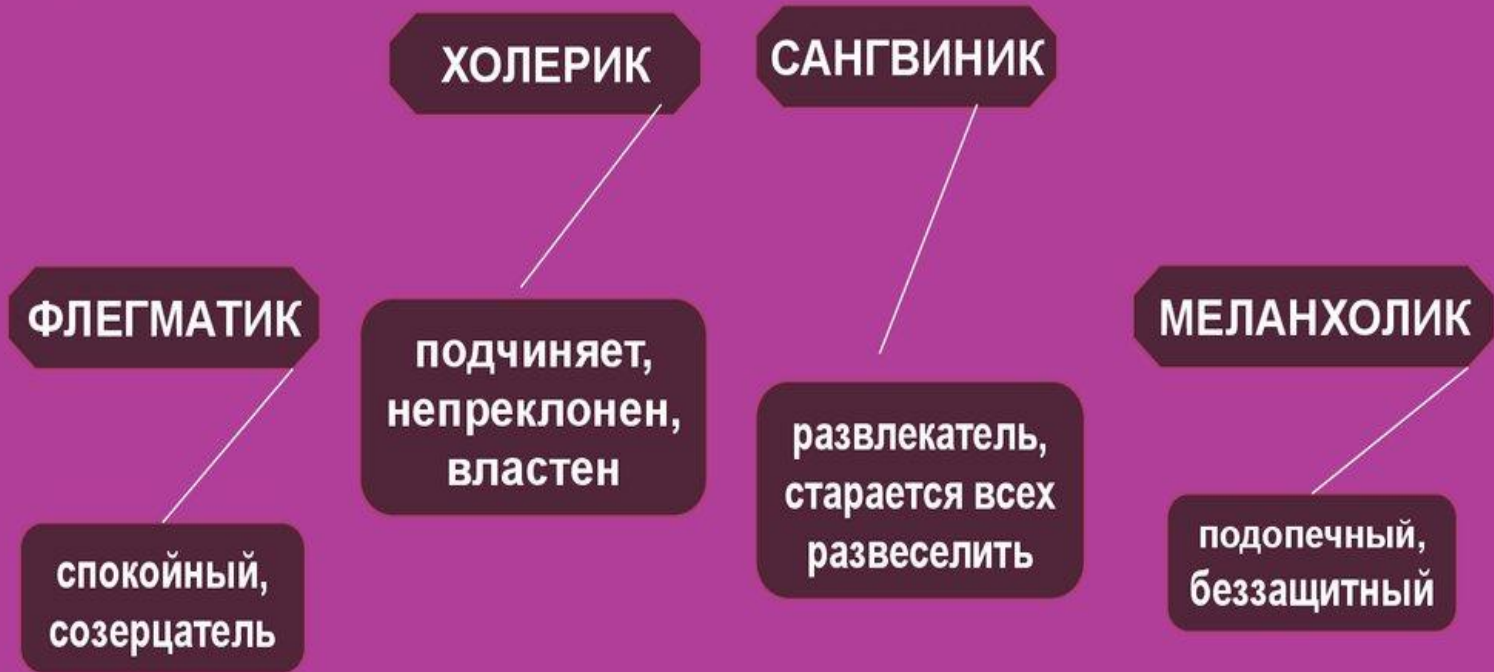 ХОЛЕРИК
САНГВИНИК
ФЛЕГМАТИК
МЕЛАНХОЛИК
подчиняет,
непреклонен,
властен
развлекатель,
старается всех
развеселить
спокойный,
созерцатель
подопечный,
беззащитный